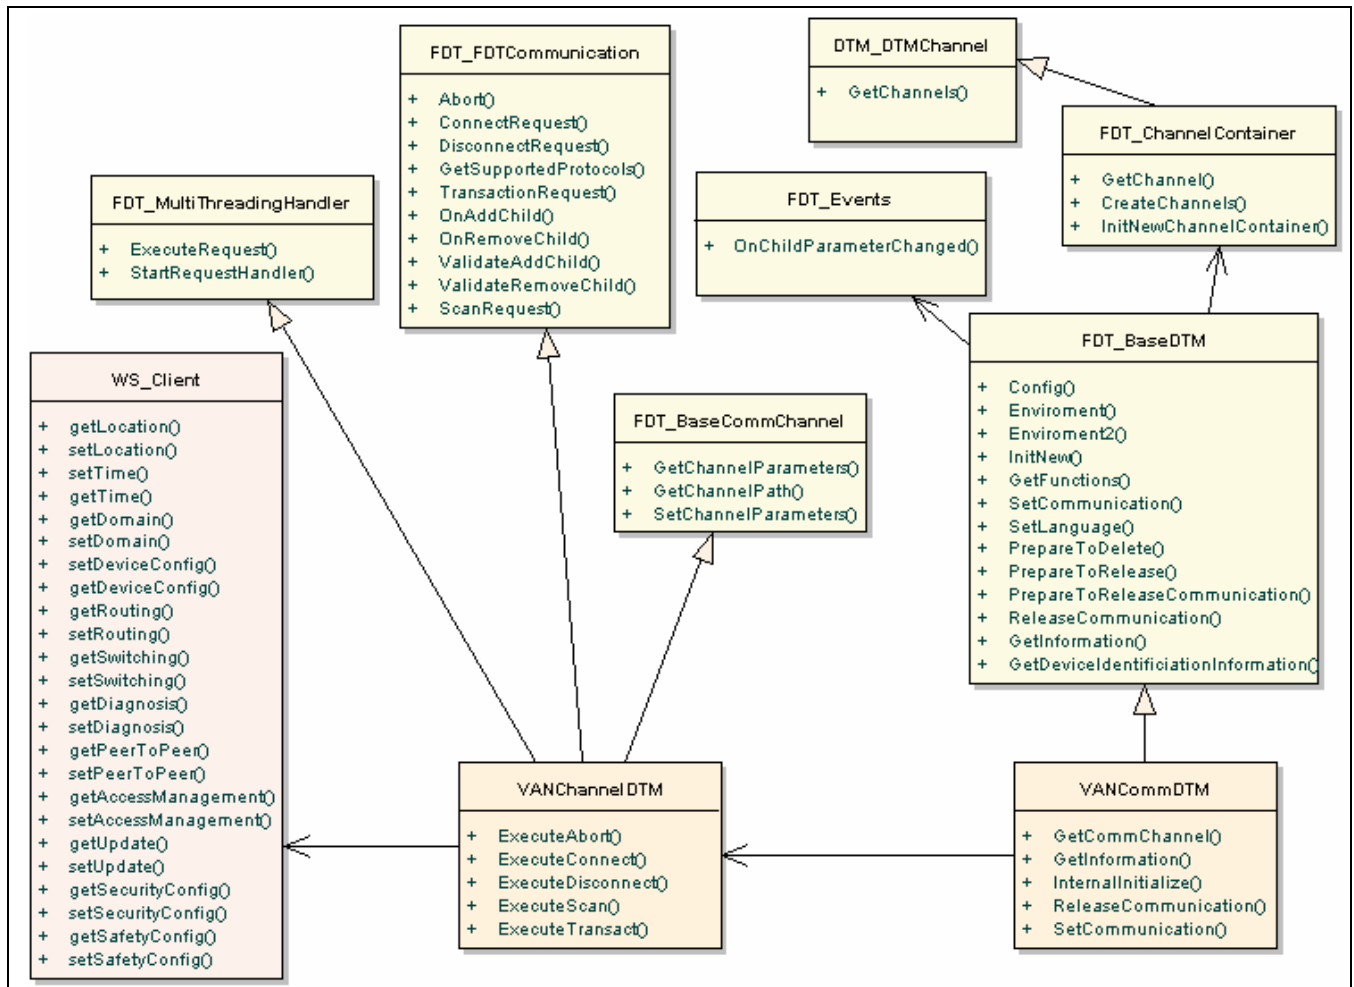 FDT_FDTCommunication
+ Abort()
+ ConnectRequest()
+ DisconnectRequest()
+ GetSupportedProtocols()
+ TransactionRequest()
+ OnAddChild()
+ OnRemoveChild()
+ ValidateAddChild()
+ ValidateRemoveChild()
+ ScanRequest()
DTM_DTMChannel
+ GetChannels()
FDT_ChannelContainer
+ GetChannel()
+ CreateChannels()
+ InitNewChannelContainer()
FDT_MultiThreadingHandler
+ ExecuteRequest()
+ StartRequestHandler()
FDT_Events
+ OnChildParameterChanged()
FDT_BaseDTM
+ Config()
+ Enviroment()
+ Enviroment2()
+ InitNew()
+ GetFunctions()
+ SetCommunication()
+ SetLanguage()
+ PrepareToDelete()
+ PrepareToRelease()
+ PrepareToReleaseCommunication()
+ ReleaseCommunication()
+ GetInformation()
+ GetDeviceIdentificiationInformation()
WS_Client
+ getLocation()
+ setLocation()
+ setTime()
+ getTime()
+ getDomain()
+ setDomain()
+ setDeviceConfig()
+ getDeviceConfig()
+ getRouting()
+ setRouting()
+ getSwitching()
+ setSwitching()
+ getDiagnosis()
+ setDiagnosis()
+ getPeerToPeer()
+ setPeerToPeer()
+ getAccessManagement()
+ setAccessManagement()
+ getUpdate()
+ setUpdate()
+ getSecurityConfig()
+ setSecurityConfig()
+ getSafetyConfig()
+ setSafetyConfig()
FDT_BaseCommChannel
+ GetChannelParameters()
+ GetChannelPath()
+ SetChannelParameters()
VANChannelDTM
+ ExecuteAbort()
+ ExecuteConnect()
+ ExecuteDisconnect()
+ ExecuteScan()
+ ExecuteTransact()
VANCommDTM
+ GetCommChannel()
+ GetInformation()
+ InternalInitialize()
+ ReleaseCommunication()
+ SetCommunication()